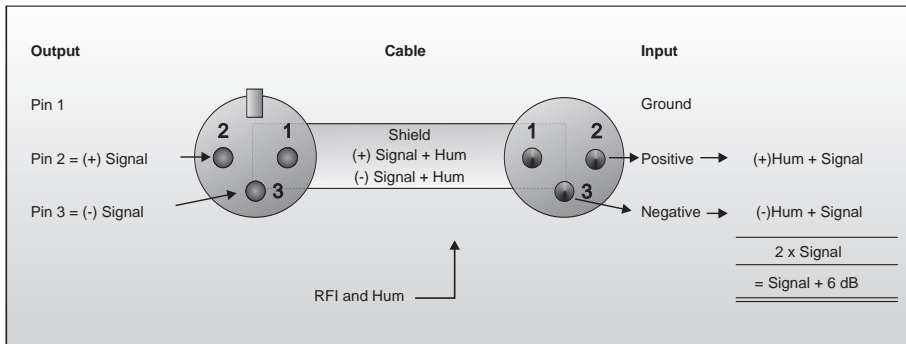 Output
Cable
Input
Pin 1
Ground
2
1
1
2
Shield
Pin 2 = (+) Signal
(+) Signal + Hum
Positive
(+)Hum + Signal
(-) Signal + Hum
3
3
Pin 3 = (-) Signal
Negative
(-)Hum + Signal
2 x Signal
= Signal + 6 dB
RFI and Hum